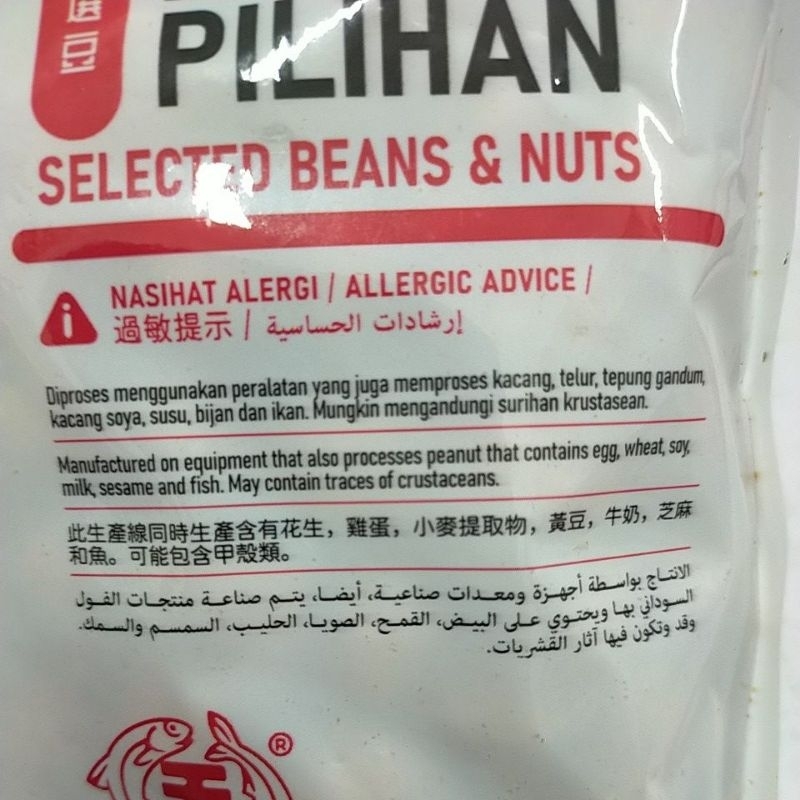 PILIHAN
SELECTED BEANS & NUTS
NASIHAT ALERGI / ALLERGIC ADVICE /
過敏提示 / إرشادات الحساسية
Diproses menggunakan peralatan yang juga memproses kacang, telur, tepung gandum,
kacang soya, susu, bijan dan ikan. Mungkin mengandungi surihan krustasean.
Manufactured on equipment that also processes peanut that contains egg, wheat, soy,
milk, sesame and fish. May contain traces of crustaceans.
此生產線同時生產含有花生，雞蛋，小麥提取物，黃豆，牛奶，芝麻
和魚。可能包含甲殼類。
الانتاج بواسطة أجهزة ومعدات صناعية، أيضا، يتم صناعة منتجات الفول
السوداني بها ويحتوي على البيض، القمح، الصويا، الحليب، السمسم والسمك.
وقد وتكون فيها آثار القشريات.
®